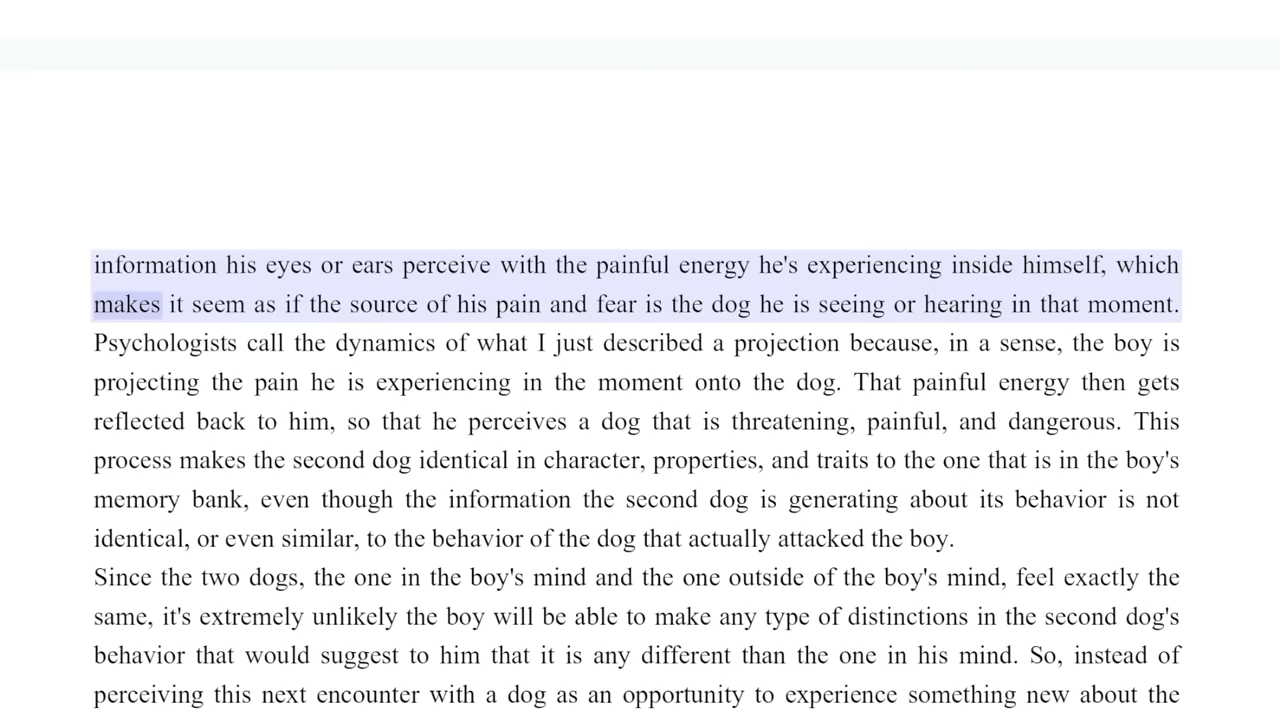 information his eyes or ears perceive with the painful energy he's experiencing inside himself, which
makes it seem as if the source of his pain and fear is the dog he is seeing or hearing in that moment.
Psychologists call the dynamics of what I just described a projection because, in a sense, the boy is
projecting the pain he is experiencing in the moment onto the dog. That painful energy then gets
reflected back to him, so that he perceives a dog that is threatening, painful, and dangerous. This
process makes the second dog identical in character, properties, and traits to the one that is in the boy's
memory bank, even though the information the second dog is generating about its behavior is not
identical, or even similar, to the behavior of the dog that actually attacked the boy.
Since the two dogs, the one in the boy's mind and the one outside of the boy's mind, feel exactly the
same, it's extremely unlikely the boy will be able to make any type of distinctions in the second dog's
behavior that would suggest to him that it is any different than the one in his mind. So, instead of
perceiving this next encounter with a dog as an opportunity to experience something new about the